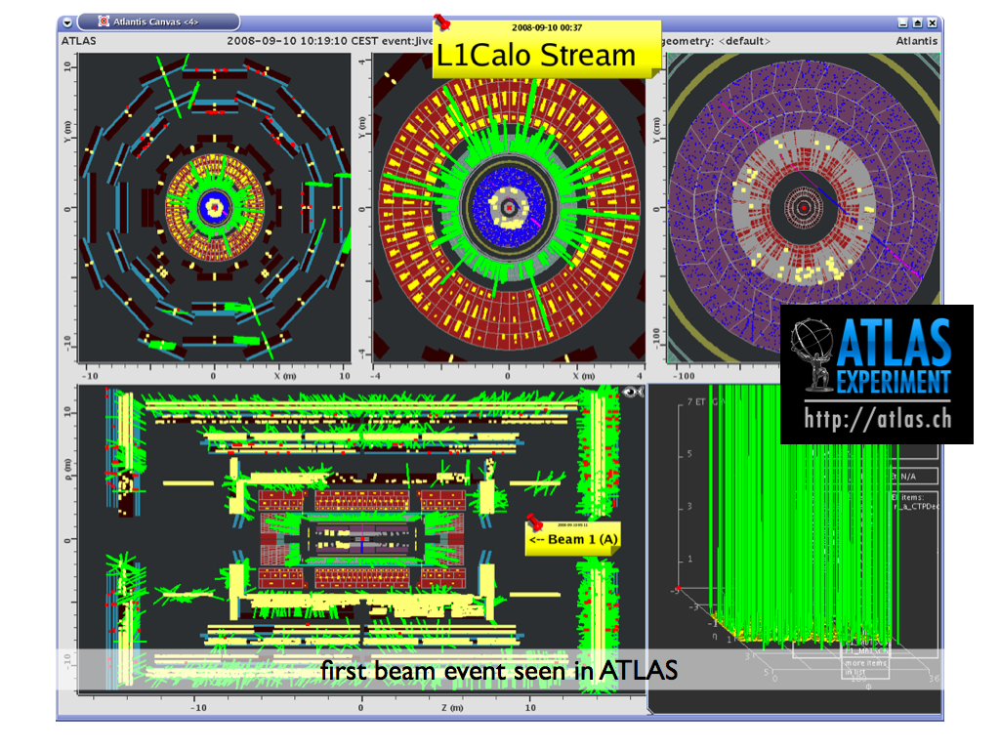 Atlantis Canvas <4>
2008-09-10 00:37
ATLAS 2008-09-10 10:19:10 CEST event:Jive geometry: <default> Atlantis
L1Calo Stream
10
0
-10
Y (m)
-10 0 X (m) 10
4
0
-4
Y (m)
-4 0 X (m) 4
100
0
-100
Y (cm)
-100
ATLAS
EXPERIMENT
http://atlas.ch
10
0
-10
ρ (m)
<-- Beam 1 (A)
-10 0 Z (m) 10
7 ET
5
3
1
-5
-3
-1
η
N/A
items:
more items
in list
first beam event seen in ATLAS